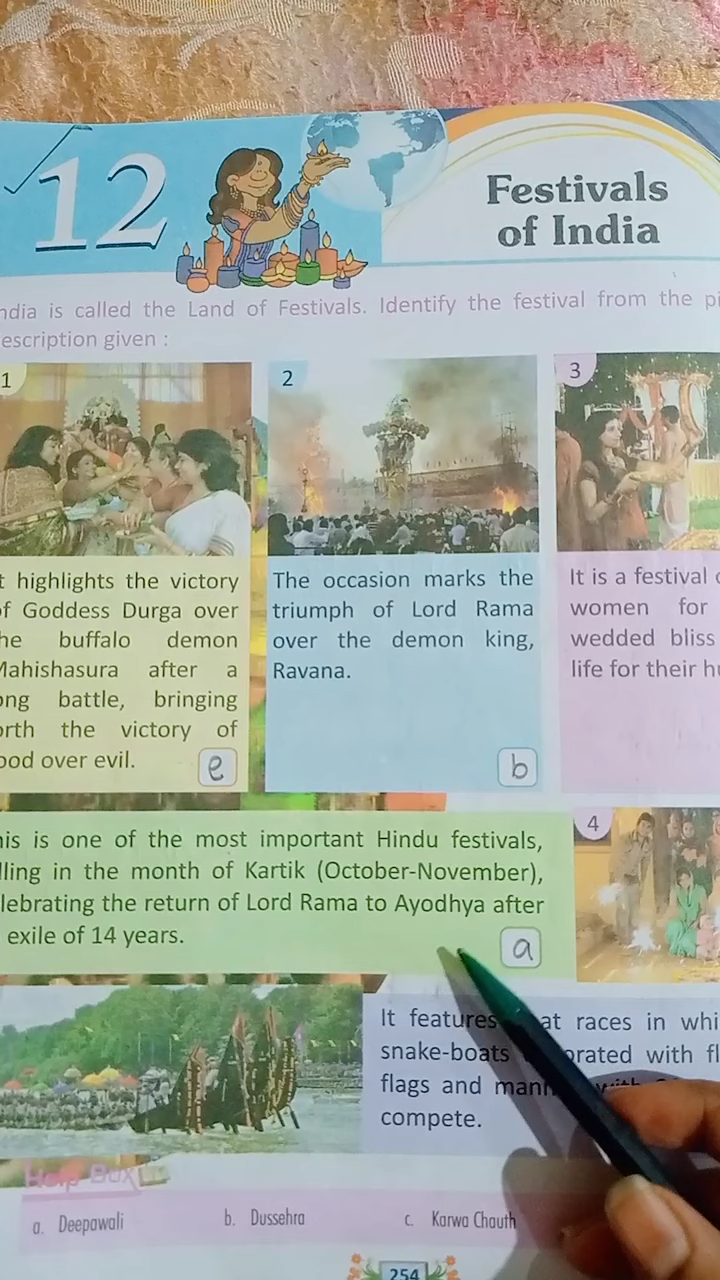 12
Festivals
of India
ndia is called the Land of Festivals. Identify the festival from the pi
escription given :
1
t highlights the victory
of Goddess Durga over
he buffalo demon
Mahishasura after a
ong battle, bringing
orth the victory of
ood over evil.
e
2
The occasion marks the
triumph of Lord Rama
over the demon king,
Ravana.
b
3
It is a festival
women for
wedded bliss
life for their hu
his is one of the most important Hindu festivals,
lling in the month of Kartik (October-November),
lebrating the return of Lord Rama to Ayodhya after
exile of 14 years.
a
4
It features at races in whi
snake-boats orated with fl
flags and mann
compete.
Help Box
a. Deepawali b. Dussehra c. Karwa Chauth
254